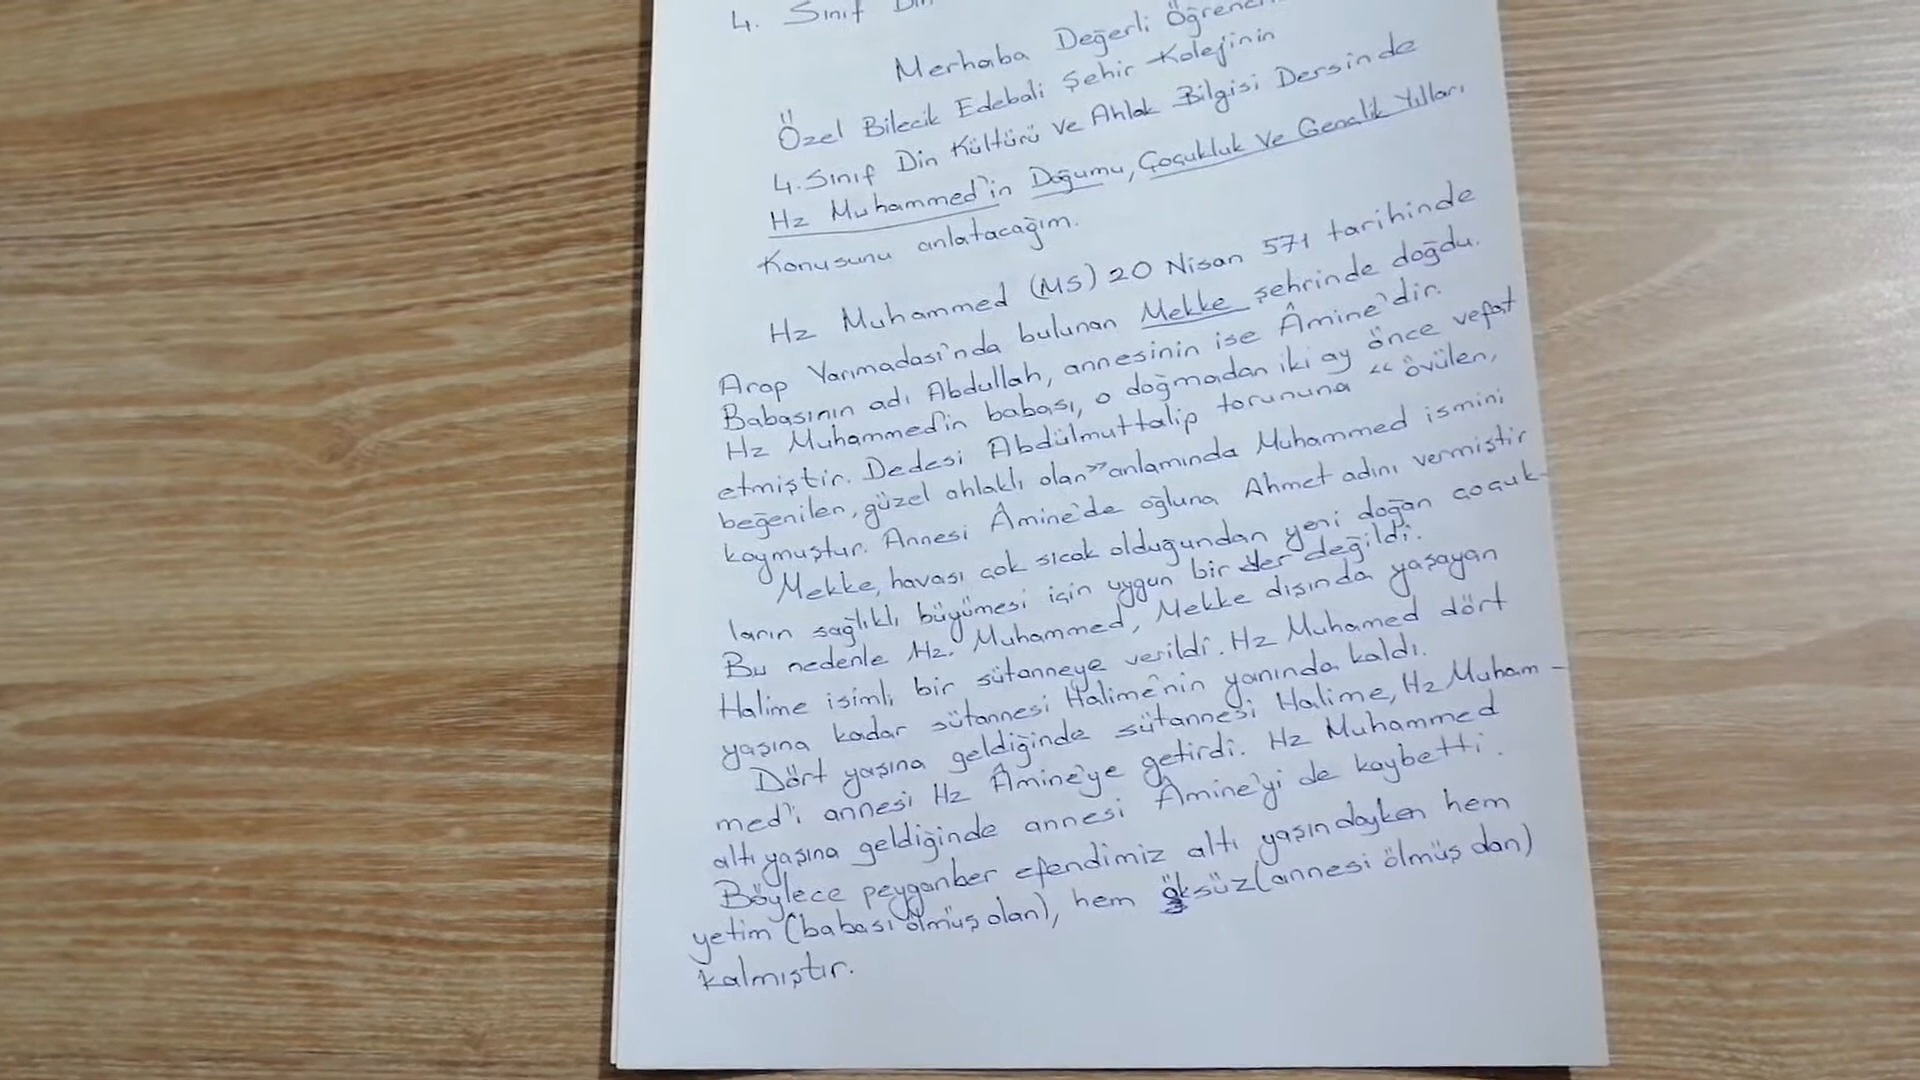 4. Sınıf Din
Merhaba Değerli
Özel Bilecik Edebali Şehir Kolejinin
4. Sınıf Din Kültürü Ve Ahlak Bilgisi Dersinde
Hz Muhammed'in Doğumu, Çocukluk Ve Gençlik Yılları
Konusunu anlatacağım.
Hz Muhammed (MS) 20 Nisan 571 tarihinde
Arap Yarımadası'nda bulunan Mekke şehrinde doğdu.
Babasının adı Abdullah, annesinin ise Âmine'dir.
Hz Muhammed'in babası, o doğmadan iki ay önce vefat
etmiştir. Dedesi Abdülmuttalip torununa "övülen,
beğenilen, güzel ahlaklı olan" anlamında Muhammed ismini
koymuştur. Annesi Âmine'de oğluna Ahmet adını vermiştir
Mekke, havası çok sıcak olduğundan yeni doğan çocuk-
ların sağlıklı büyümesi için uygun bir yer değildi.
Bu nedenle Hz. Muhammed, Mekke dışında yaşayan
Halime isimli bir sütanneye verildi. Hz Muhamed dört
yaşına kadar sütannesi Halime'nin yanında kaldı.
Dört yaşına geldiğinde sütannesi Halime, Hz Muham-
med'i annesi Hz Âmine'ye getirdi. Hz Muhammed
altı yaşına geldiğinde annesi Âmine'yi de kaybetti.
Böylece peyganber efendimiz altı yaşındayken hem
yetim (babası ölmüş olan), hem öksüz (annesi ölmüş dan)
kalmıştır.